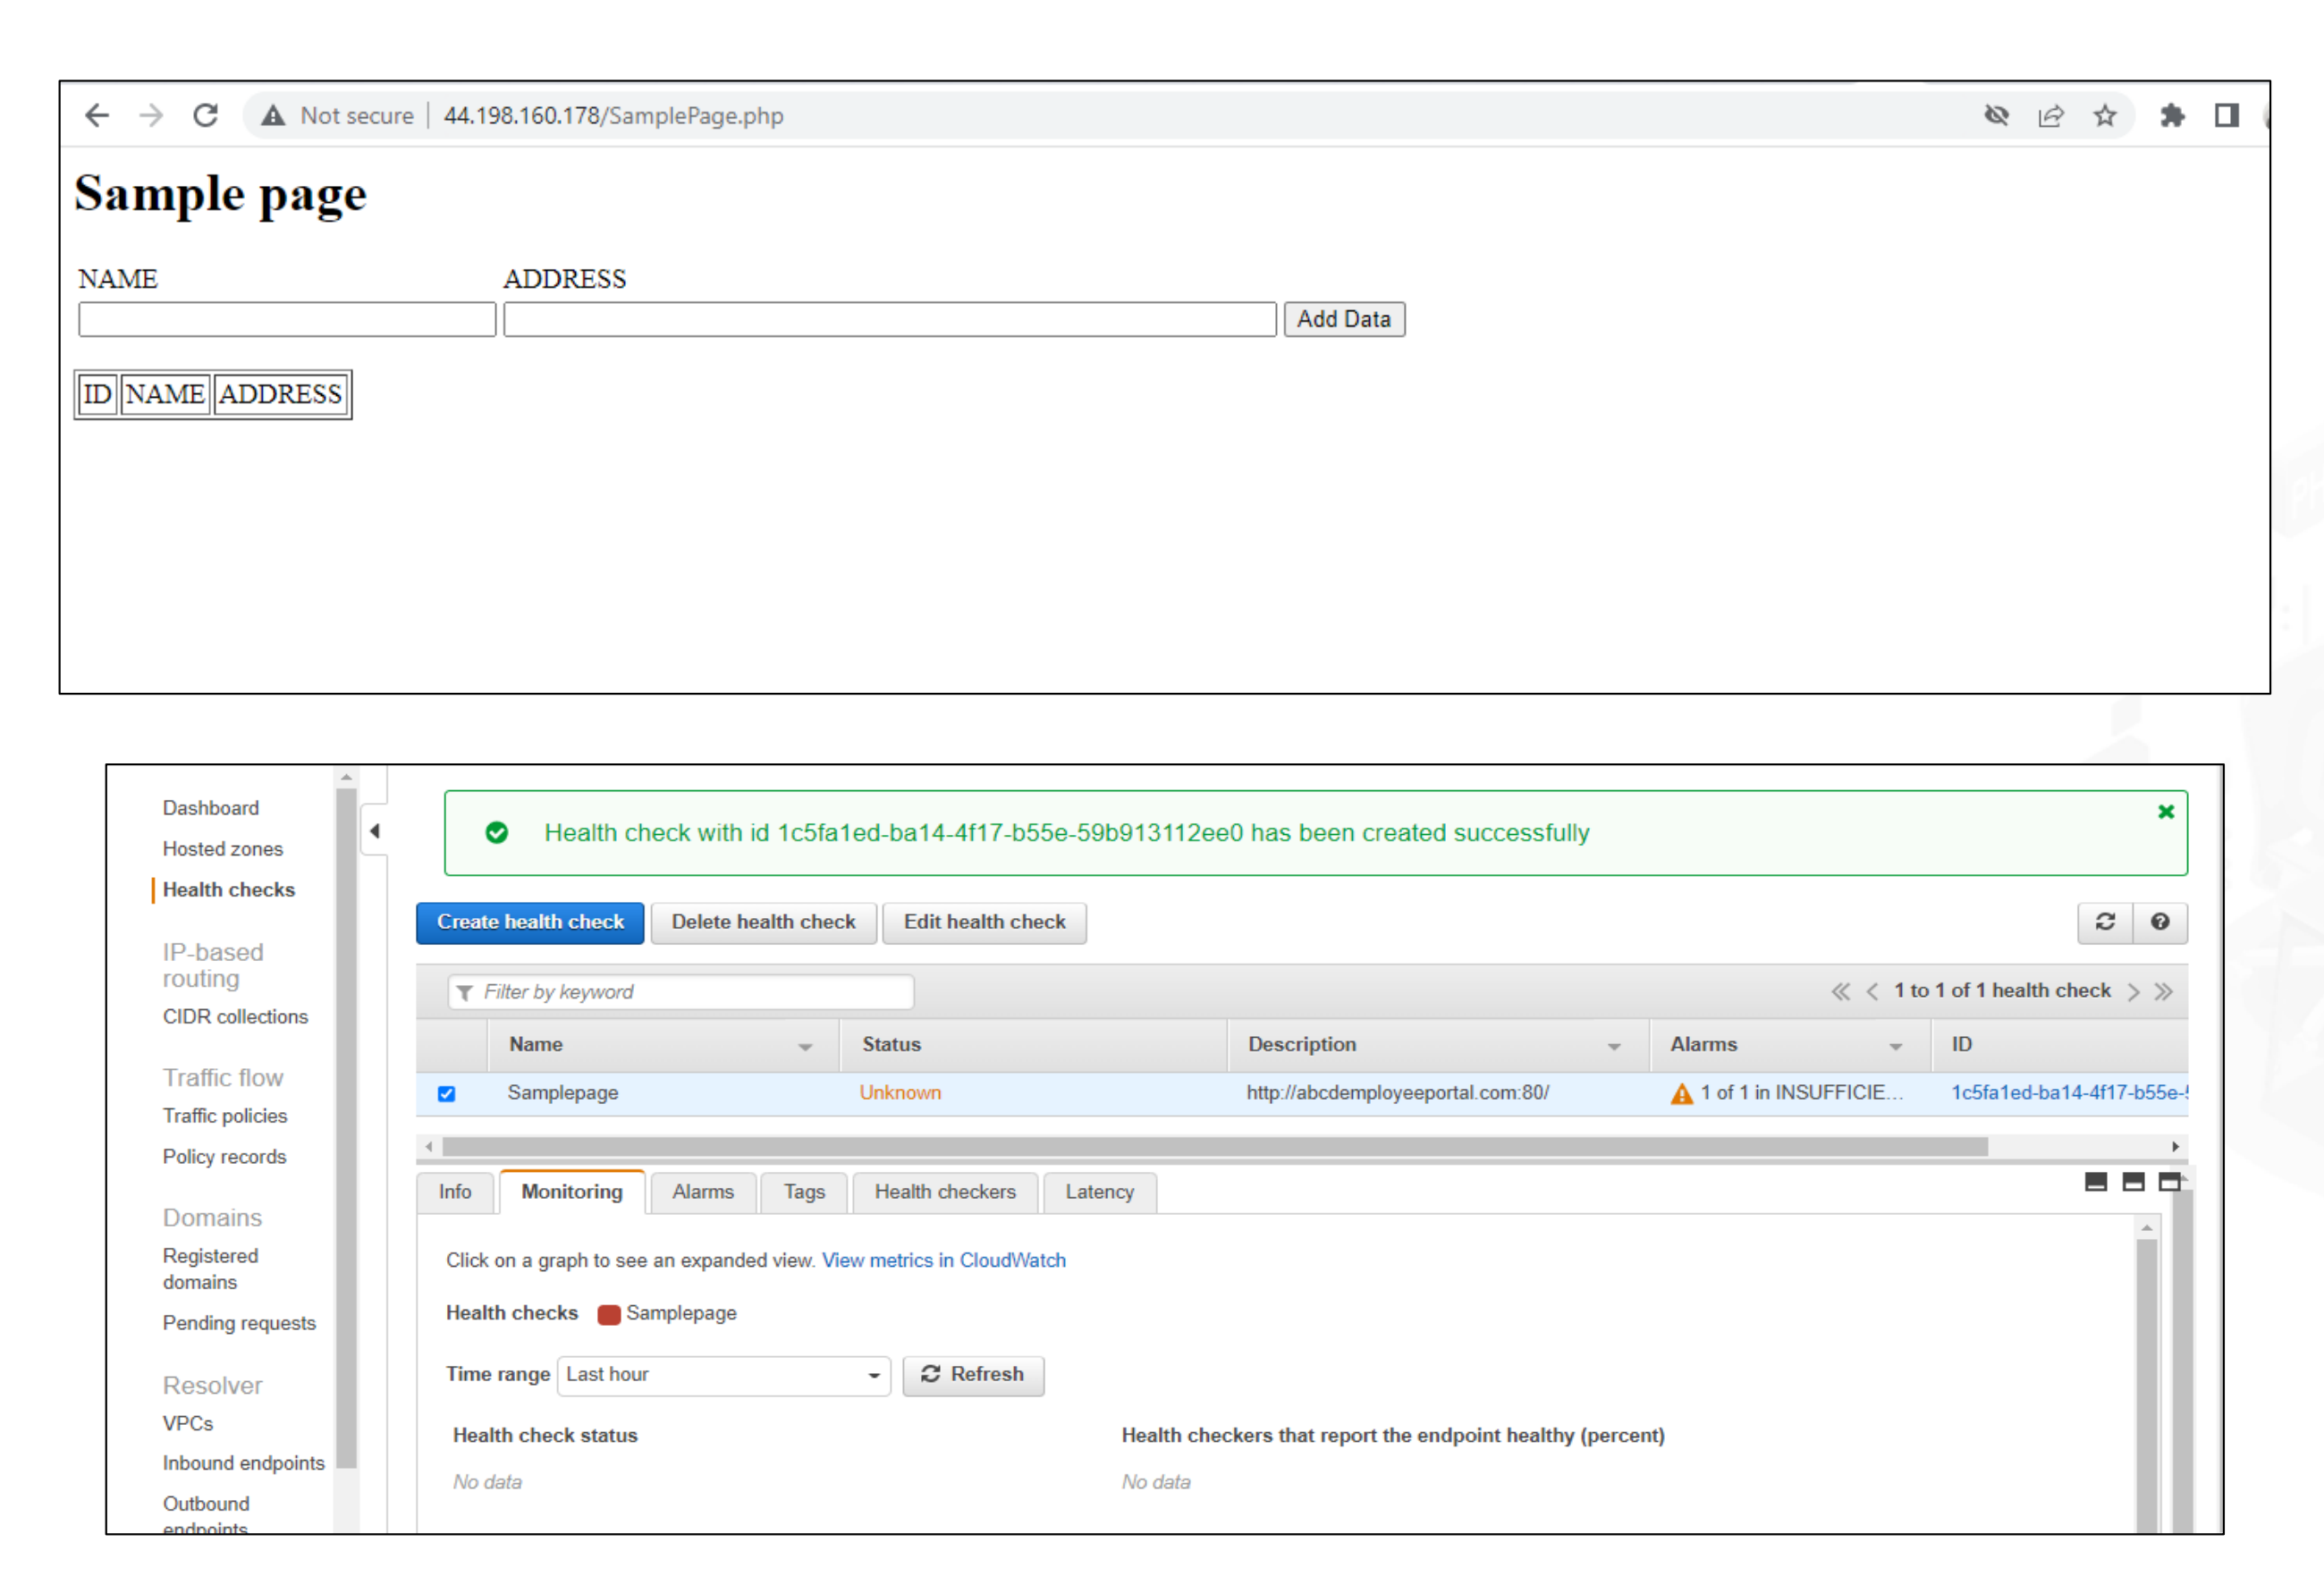 Not secure | 44.198.160.178/SamplePage.php
Sample page
NAME ADDRESS
Add Data
ID NAME ADDRESS
Dashboard
Hosted zones
Health checks
IP-based
routing
CIDR collections
Traffic flow
Traffic policies
Policy records
Domains
Registered
domains
Pending requests
Resolver
VPCs
Inbound endpoints
Outbound
endpoints
Health check with id 1c5fa1ed-ba14-4f17-b55e-59b913112ee0 has been created successfully
Create health check Delete health check Edit health check
Filter by keyword
1 to 1 of 1 health check
Name Status Description Alarms ID
Samplepage Unknown http://abcdemployeeportal.com:80/ 1 of 1 in INSUFFICIE... 1c5fa1ed-ba14-4f17-b55e-
Info Monitoring Alarms Tags Health checkers Latency
Click on a graph to see an expanded view. View metrics in CloudWatch
Health checks Samplepage
Time range Last hour Refresh
Health check status Health checkers that report the endpoint healthy (percent)
No data No data